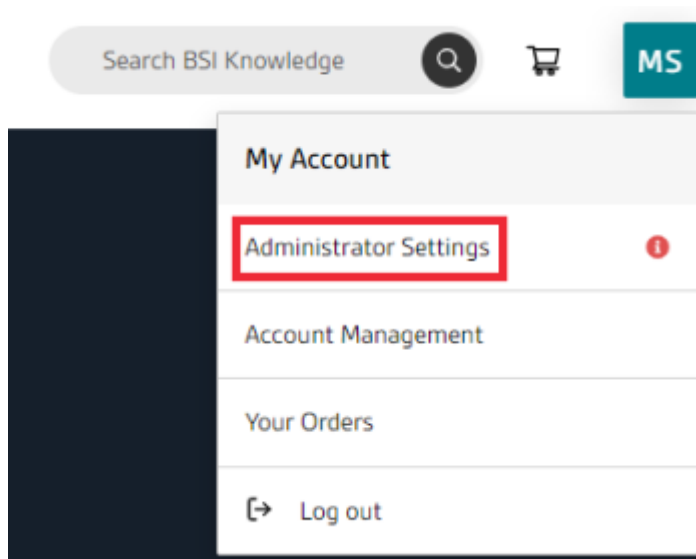 Search BSI Knowledge
MS
My Account
Administrator Settings
Account Management
Your Orders
Log out